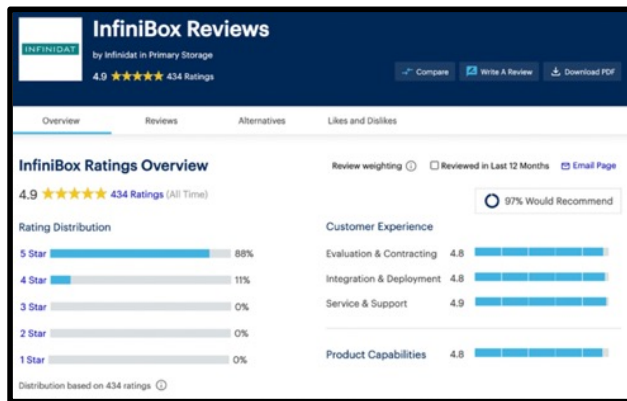 INFINIDAT
InfiniBox Reviews
by Infinidat in Primary Storage
4.9 ★★★★★ 434 Ratings
Compare
Write A Review
Download PDF
Overview Reviews Alternatives Likes and Dislikes
InfiniBox Ratings Overview
Review weighting Reviewed in Last 12 Months Email Page
4.9 ★★★★★ 434 Ratings (All Time)
97% Would Recommend
Rating Distribution
5 Star 88%
4 Star 11%
3 Star 0%
2 Star 0%
1 Star 0%
Distribution based on 434 ratings
Customer Experience
Evaluation & Contracting 4.8
Integration & Deployment 4.8
Service & Support 4.9
Product Capabilities 4.8